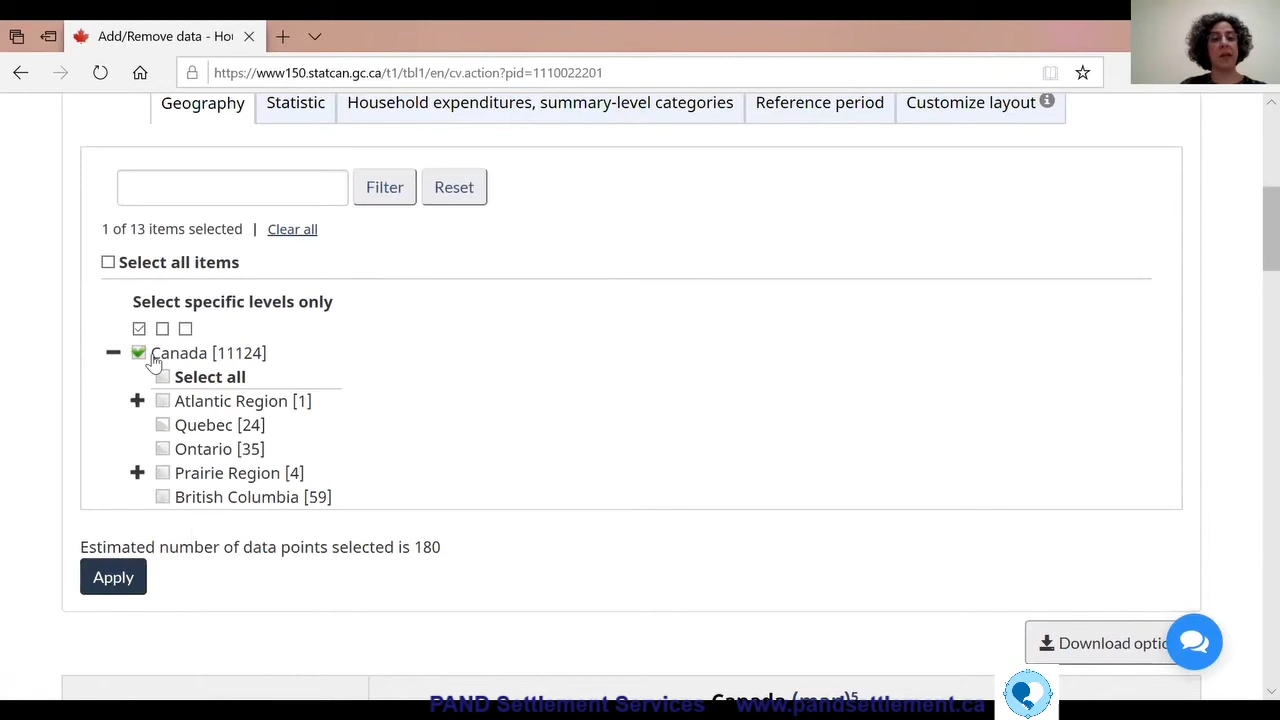 Add/Remove data - Hou
https://www150.statcan.gc.ca/t1/tbl1/en/cv.action?pid=1110022201
Geography Statistic Household expenditures, summary-level categories Reference period Customize layout
Filter Reset
1 of 13 items selected | Clear all
Select all items
Select specific levels only
Canada [11124]
Select all
Atlantic Region [1]
Quebec [24]
Ontario [35]
Prairie Region [4]
British Columbia [59]
Estimated number of data points selected is 180
Apply
Download optio
Canada (map)5
PAND Settlement Services www.pandsettlement.ca